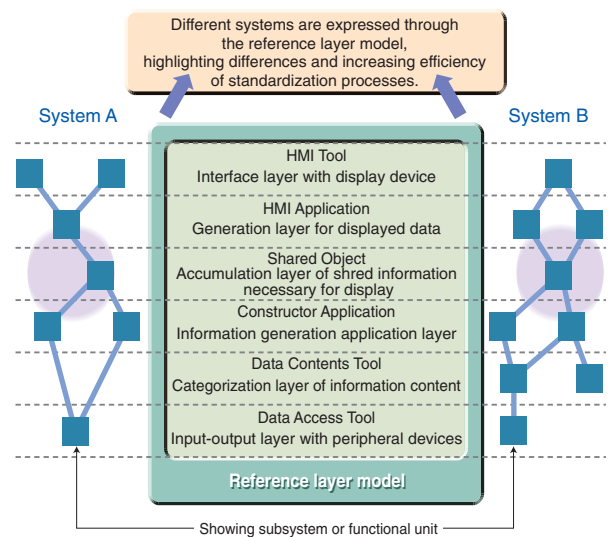 Different systems are expressed through
the reference layer model,
highlighting differences and increasing efficiency
of standardization processes.
System A
System B
HMI Tool
Interface layer with display device
HMI Application
Generation layer for displayed data
Shared Object
Accumulation layer of shred information
necessary for display
Constructor Application
Information generation application layer
Data Contents Tool
Categorization layer of information content
Data Access Tool
Input-output layer with peripheral devices
Reference layer model
Showing subsystem or functional unit